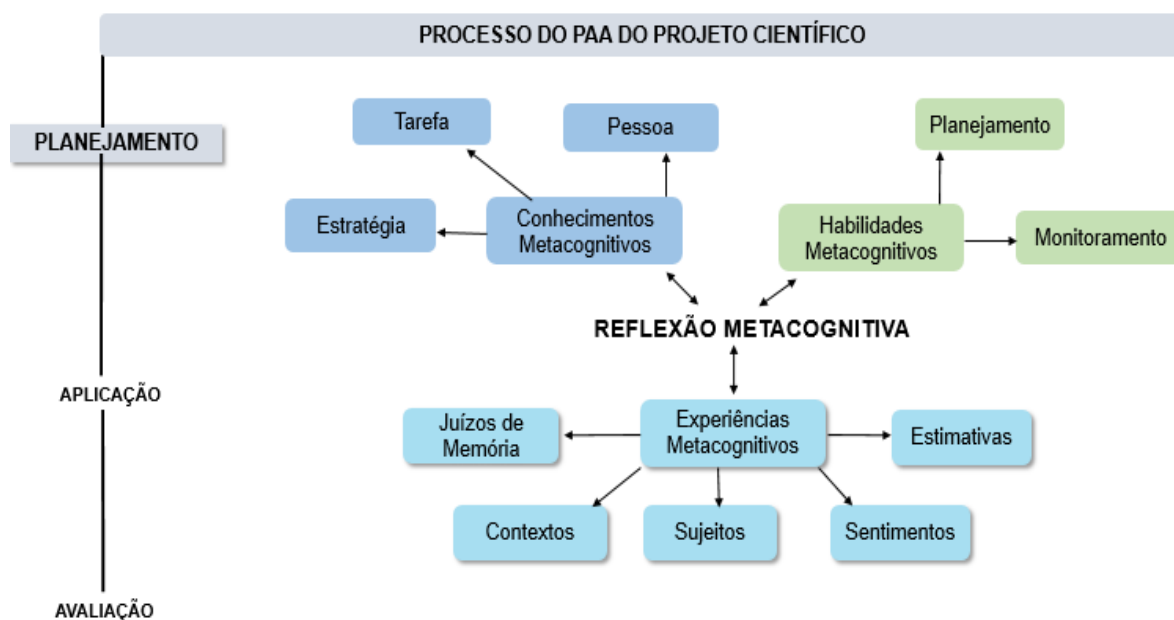 PROCESSO DO PAA DO PROJETO CIENTÍFICO
PLANEJAMENTO
Tarefa
Pessoa
Planejamento
Estratégia
Conhecimentos
Metacognitivos
Habilidades
Metacognitivos
Monitoramento
REFLEXÃO METACOGNITIVA
APLICAÇÃO
Juízos de
Memória
Experiências
Metacognitivos
Estimativas
Contextos
Sujeitos
Sentimentos
AVALIAÇÃO